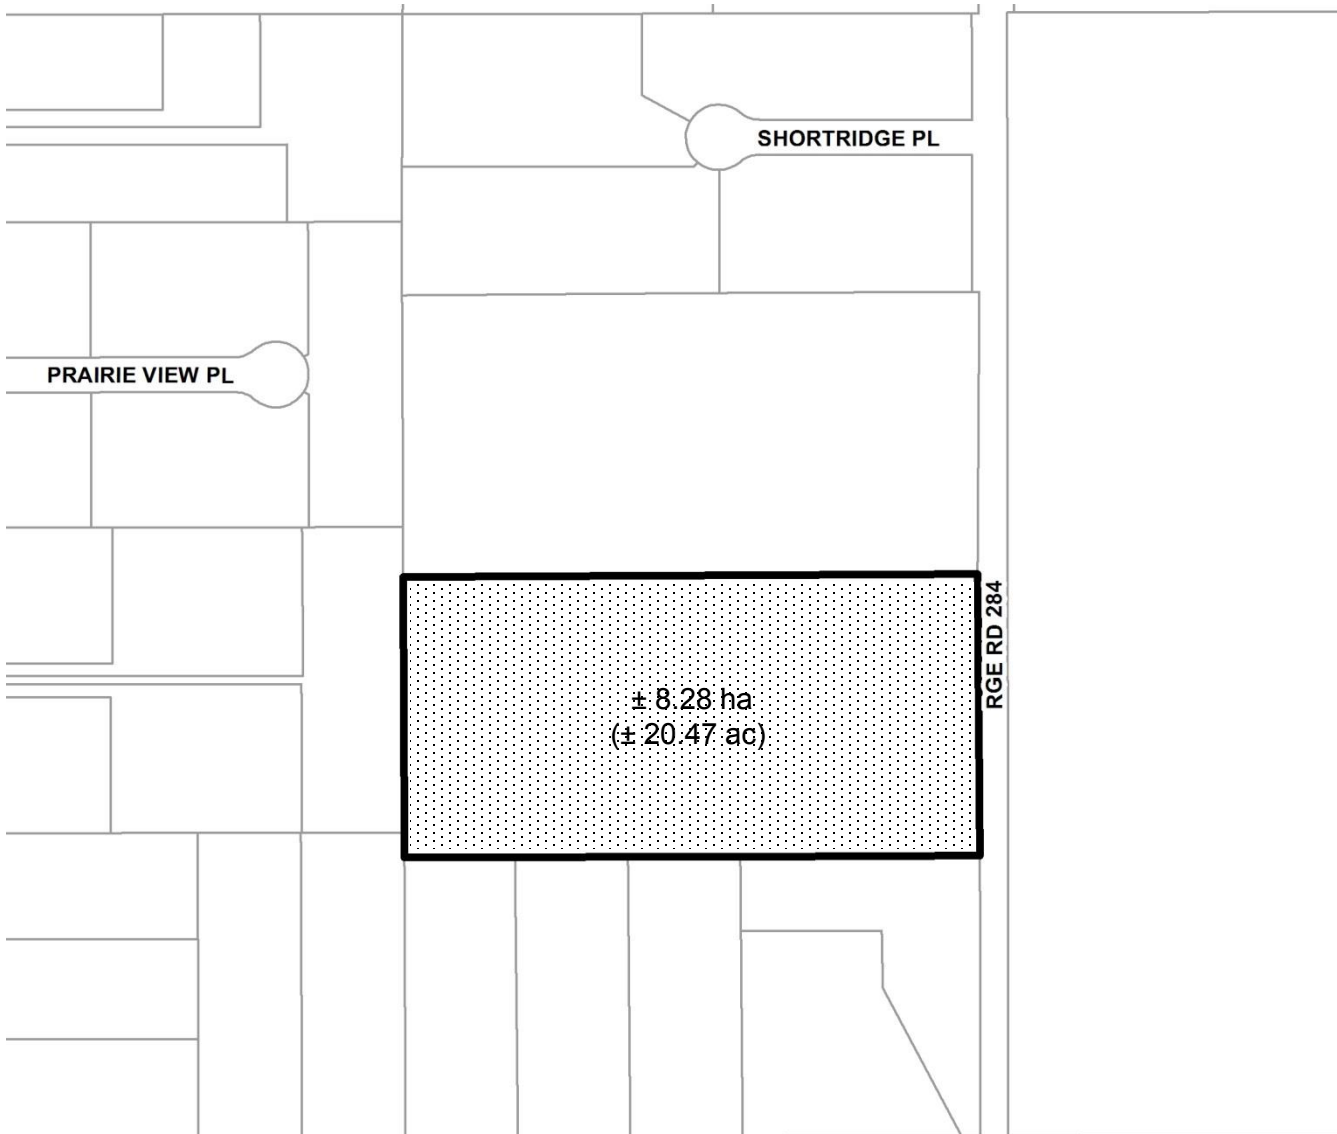 SHORTRIDGE PL
PRAIRIE VIEW PL
RGE RD 284
± 8.28 ha
(± 20.47 ac)